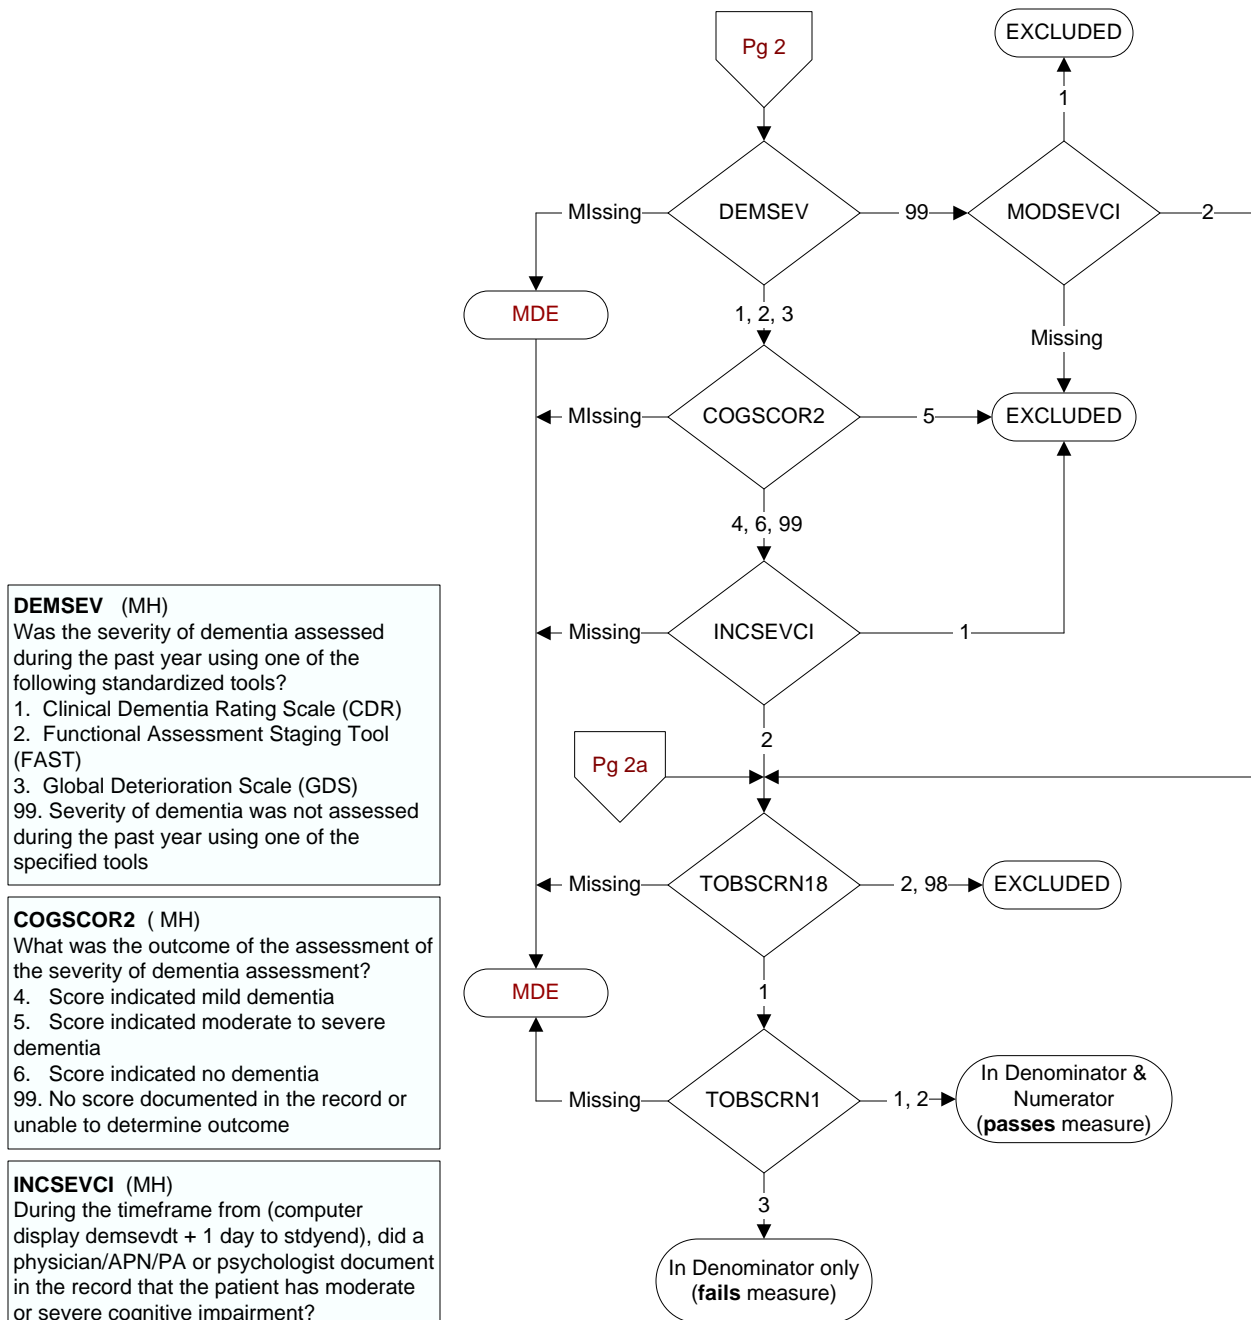 Pg 2
EXCLUDED
1
MIssing
DEMSEV
99
MODSEVCI
2
MDE
1, 2, 3
Missing
MIssing
COGSCOR2
5
EXCLUDED
4, 6, 99
Missing
INCSEVCI
1
2
Pg 2a
Missing
TOBSCRN18
2, 98
EXCLUDED
MDE
1
Missing
TOBSCRN1
1, 2
In Denominator &
Numerator
(passes measure)
3
In Denominator only
(fails measure)
DEMSEV (MH)
Was the severity of dementia assessed
during the past year using one of the
following standardized tools?
1. Clinical Dementia Rating Scale (CDR)
2. Functional Assessment Staging Tool
(FAST)
3. Global Deterioration Scale (GDS)
99. Severity of dementia was not assessed
during the past year using one of the
specified tools
COGSCOR2 ( MH)
What was the outcome of the assessment of
the severity of dementia assessment?
4. Score indicated mild dementia
5. Score indicated moderate to severe
dementia
6. Score indicated no dementia
99. No score documented in the record or
unable to determine outcome
INCSEVCI (MH)
During the timeframe from (computer
display demsevdt + 1 day to stdyend), did a
physician/APN/PA or psychologist document
in the record that the patient has moderate
or severe cognitive impairment?